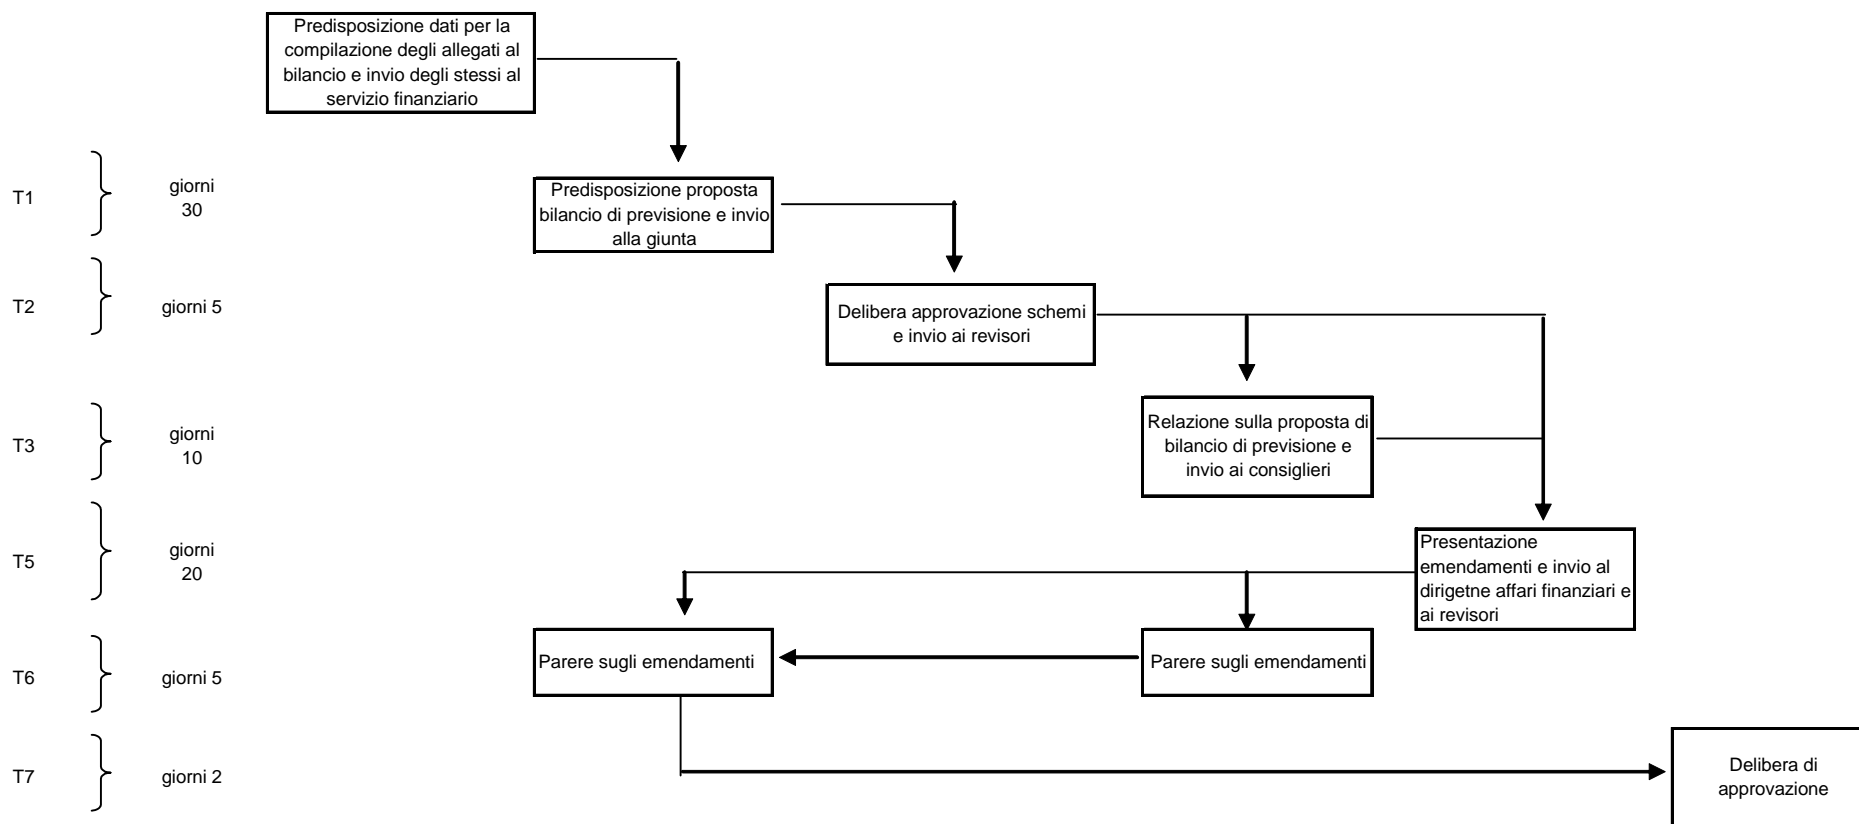 Predisposizione dati per la
compilazione degli allegati al
bilancio e invio degli stessi al
servizio finanziario
T1
giorni
30
Predisposizione proposta
bilancio di previsione e invio
alla giunta
T2
giorni 5
Delibera approvazione schemi
e invio ai revisori
T3
giorni
10
Relazione sulla proposta di
bilancio di previsione e
invio ai consiglieri
T5
giorni
20
Presentazione
emendamenti e invio al
dirigetne affari finanziari e
ai revisori
T6
giorni 5
Parere sugli emendamenti
Parere sugli emendamenti
T7
giorni 2
Delibera di
approvazione